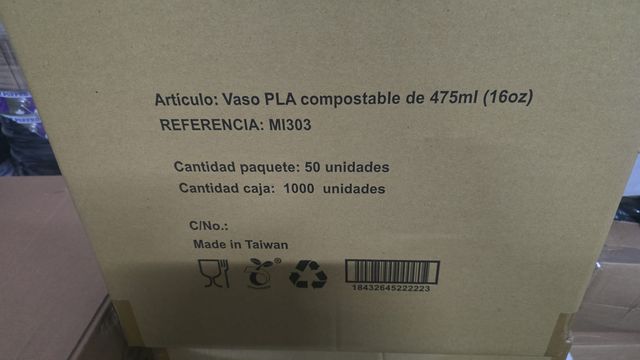 Artículo: Vaso PLA compostable de 475ml (16oz)
REFERENCIA: MI303
Cantidad paquete: 50 unidades
Cantidad caja: 1000 unidades
C/No.:
Made in Taiwan
®
18432645222223